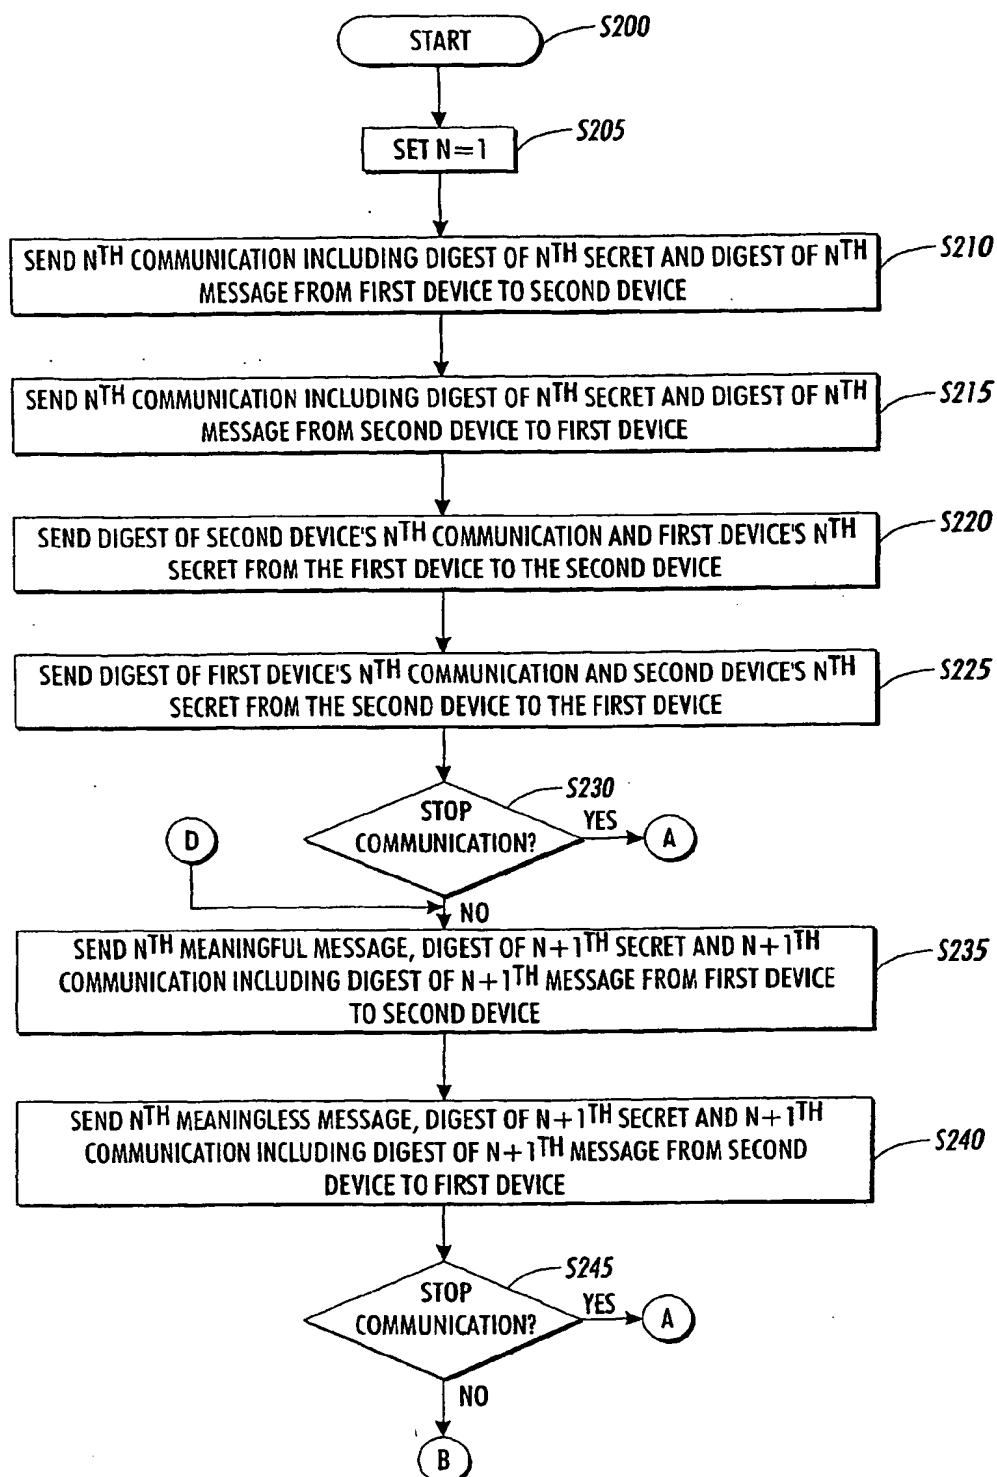 START
S200
SET N=1
S205
SEND NTH COMMUNICATION INCLUDING DIGEST OF NTH SECRET AND DIGEST OF NTH
MESSAGE FROM FIRST DEVICE TO SECOND DEVICE
S210
SEND NTH COMMUNICATION INCLUDING DIGEST OF NTH SECRET AND DIGEST OF NTH
MESSAGE FROM SECOND DEVICE TO FIRST DEVICE
S215
SEND DIGEST OF SECOND DEVICE'S NTH COMMUNICATION AND FIRST DEVICE'S NTH
SECRET FROM THE FIRST DEVICE TO THE SECOND DEVICE
S220
SEND DIGEST OF FIRST DEVICE'S NTH COMMUNICATION AND SECOND DEVICE'S NTH
SECRET FROM THE SECOND DEVICE TO THE FIRST DEVICE
S225
STOP
COMMUNICATION?
S230
YES
A
D
NO
SEND NTH MEANINGFUL MESSAGE, DIGEST OF N+1TH SECRET AND N+1TH
COMMUNICATION INCLUDING DIGEST OF N+1TH MESSAGE FROM FIRST DEVICE
TO SECOND DEVICE
S235
SEND NTH MEANINGLESS MESSAGE, DIGEST OF N+1TH SECRET AND N+1TH
COMMUNICATION INCLUDING DIGEST OF N+1TH MESSAGE FROM SECOND
DEVICE TO FIRST DEVICE
S240
STOP
COMMUNICATION?
S245
YES
A
NO
B